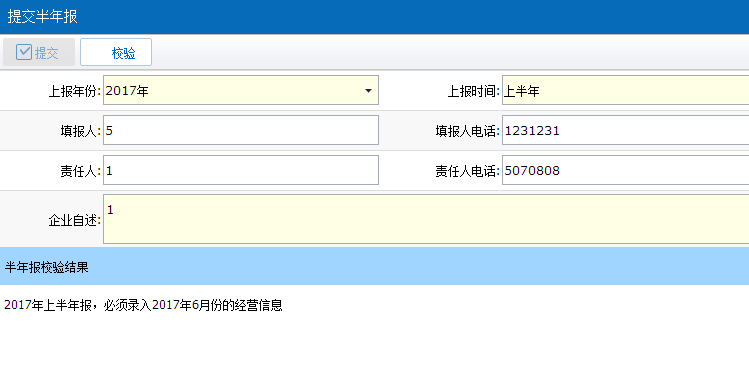 提交半年报
提交 校验
上报年份: 2017年 上报时间: 上半年
填报人: 5 填报人电话: 1231231
责任人: 1 责任人电话: 5070808
企业自述: 1
半年报校验结果
2017年上半年报，必须录入2017年6月份的经营信息